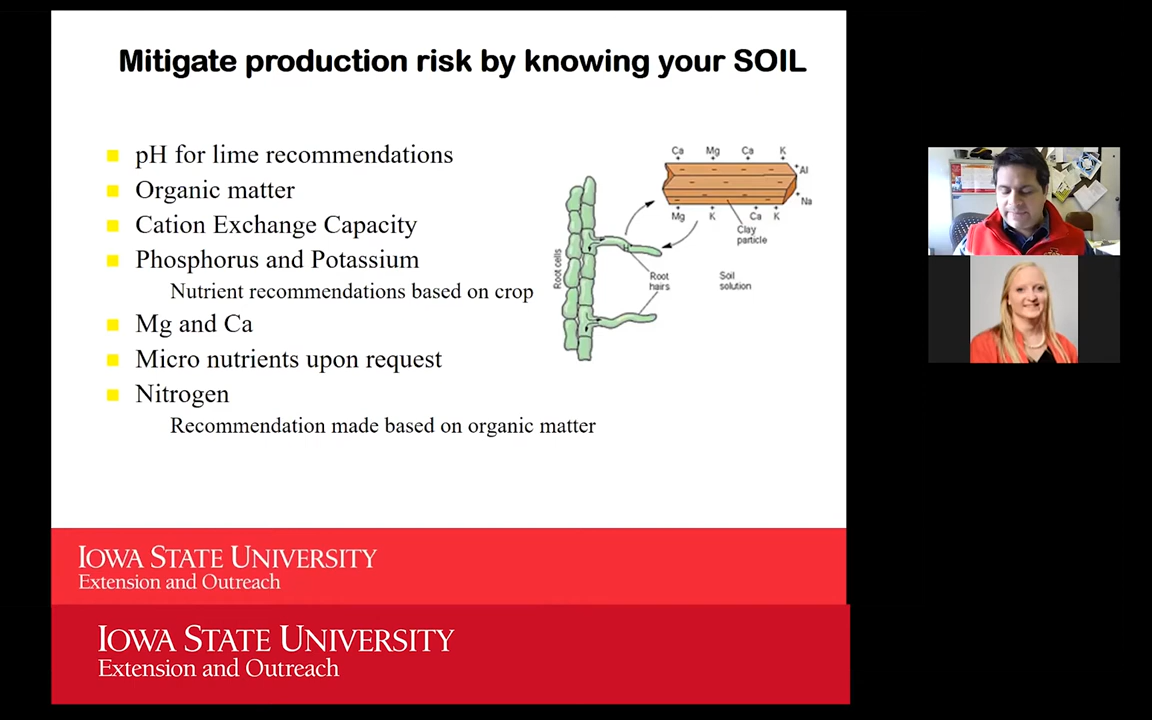 Mitigate production risk by knowing your SOIL
pH for lime recommendations
Organic matter
Cation Exchange Capacity
Phosphorus and Potassium
Nutrient recommendations based on crop
Mg and Ca
Micro nutrients upon request
Nitrogen
Recommendation made based on organic matter
Ca Mg Ca K
Al
Na
Mg K Ca K
Clay
particle
Root cells
Root
hairs
Soil
solution
IOWA STATE UNIVERSITY
Extension and Outreach
IOWA STATE UNIVERSITY
Extension and Outreach